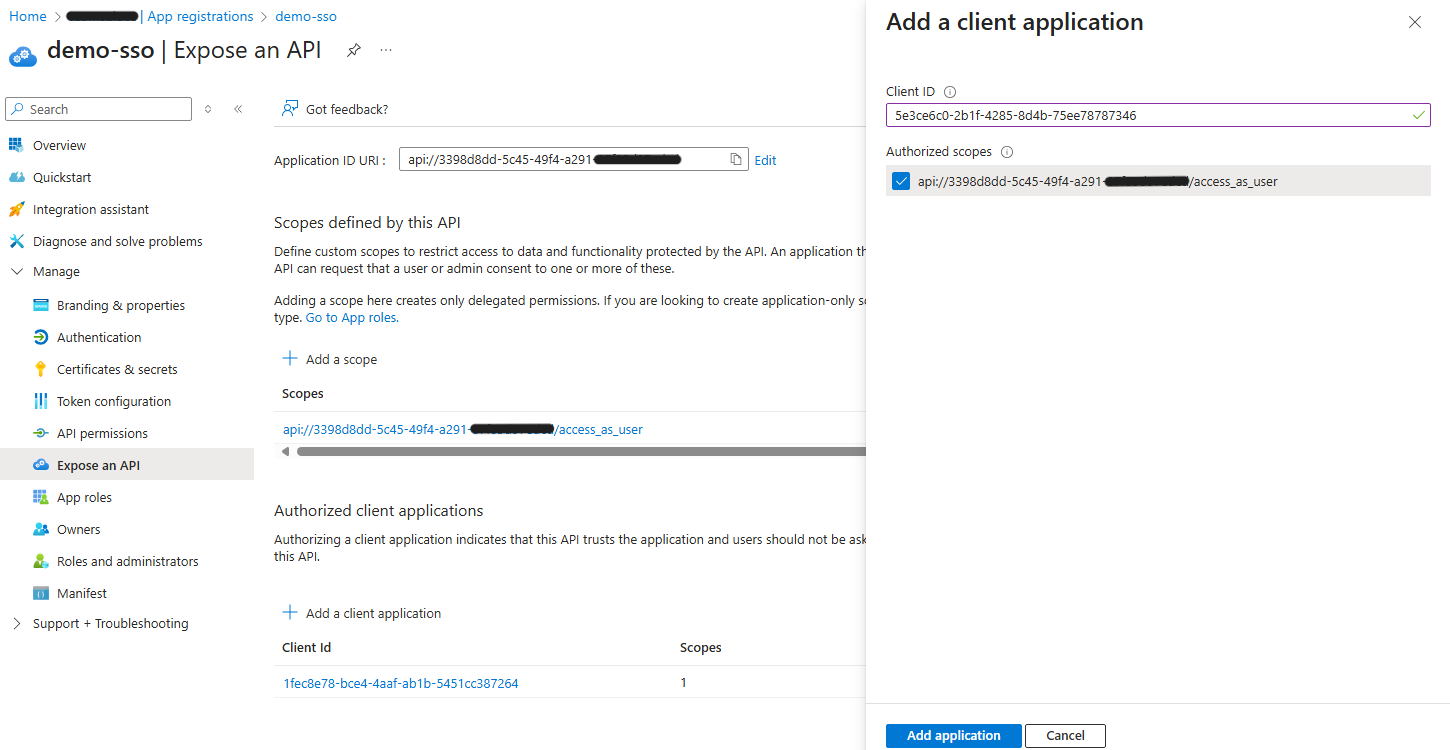 Home > | App registrations > demo-sso
demo-sso | Expose an API ...
Search
Overview
Quickstart
Integration assistant
Diagnose and solve problems
Manage
Branding & properties
Authentication
Certificates & secrets
Token configuration
API permissions
Expose an API
App roles
Owners
Roles and administrators
Manifest
Support + Troubleshooting
Got feedback?
Application ID URI : api://3398d8dd-5c45-49f4-a291- Edit
Scopes defined by this API
Define custom scopes to restrict access to data and functionality protected by the API. An application th
API can request that a user or admin consent to one or more of these.
Adding a scope here creates only delegated permissions. If you are looking to create application-only sc
type. Go to App roles.
Add a scope
Scopes
api://3398d8dd-5c45-49f4-a291- /access_as_user
Authorized client applications
Authorizing a client application indicates that this API trusts the application and users should not be ask
this API.
Add a client application
Client Id Scopes
1fec8e78-bce4-4aaf-ab1b-5451cc387264 1
Add a client application
Client ID
5e3ce6c0-2b1f-4285-8d4b-75ee78787346
Authorized scopes
api://3398d8dd-5c45-49f4-a291- /access_as_user
Add application Cancel